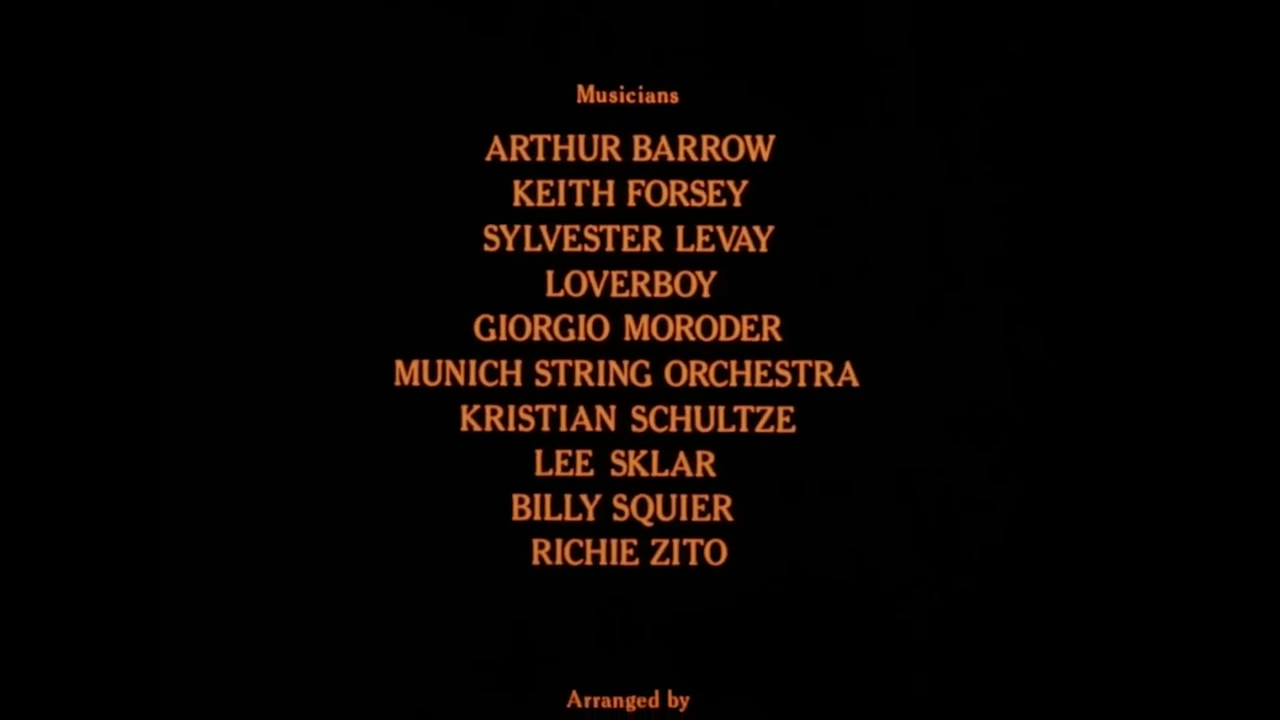 Musicians
ARTHUR BARROW
KEITH FORSEY
SYLVESTER LEVAY
LOVERBOY
GIORGIO MORODER
MUNICH STRING ORCHESTRA
KRISTIAN SCHULTZE
LEE SKLAR
BILLY SQUIER
RICHIE ZITO
Arranged by